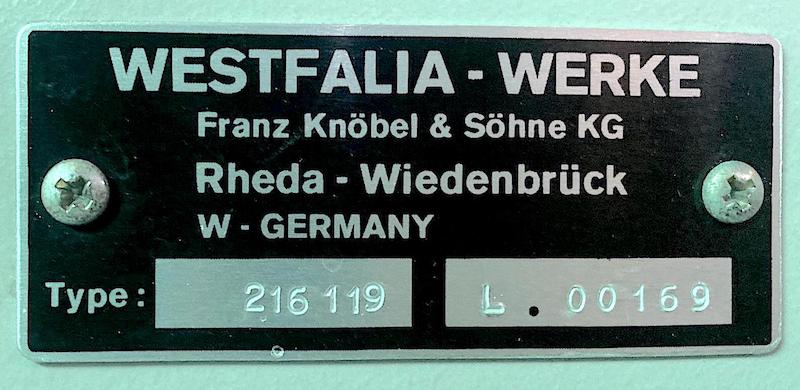 WESTFALIA - WERKE
Franz Knöbel & Söhne KG
Rheda - Wiedenbrück
W - GERMANY
Type: 216 119 L. 00169